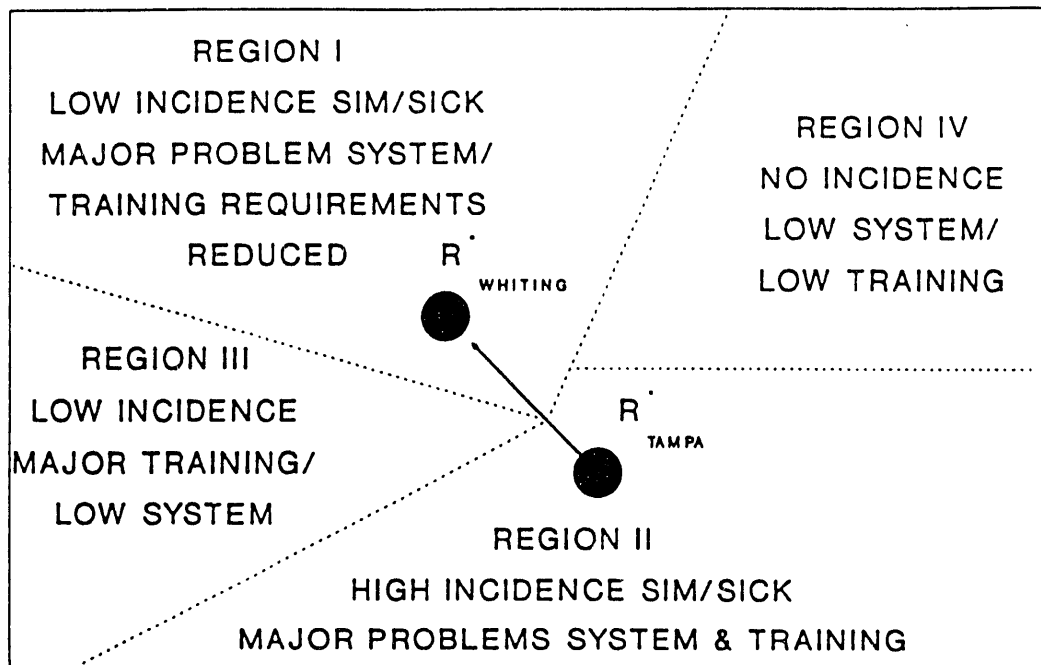 REGION I
LOW INCIDENCE SIM/SICK
MAJOR PROBLEM SYSTEM/
TRAINING REQUIREMENTS
REDUCED
R˙
WHITING
REGION IV
NO INCIDENCE
LOW SYSTEM/
LOW TRAINING
REGION III
LOW INCIDENCE
MAJOR TRAINING/
LOW SYSTEM
R˙
TAMPA
REGION II
HIGH INCIDENCE SIM/SICK
MAJOR PROBLEMS SYSTEM & TRAINING